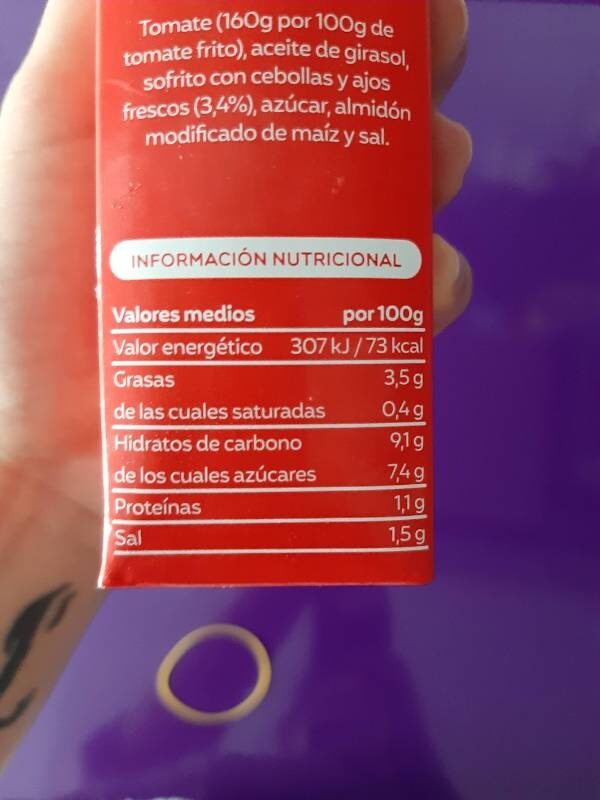 Tomate (160g por 100g de
tomate frito), aceite de girasol,
sofrito con cebollas y ajos
frescos (3,4%), azúcar, almidón
modificado de maíz y sal.
INFORMACIÓN NUTRICIONAL
Valores medios por 100g
Valor energético 307 kJ / 73 kcal
Grasas 3,5 g
de las cuales saturadas 0,4 g
Hidratos de carbono 9,1 g
de los cuales azúcares 7,4 g
Proteínas 1,1 g
Sal 1,5 g